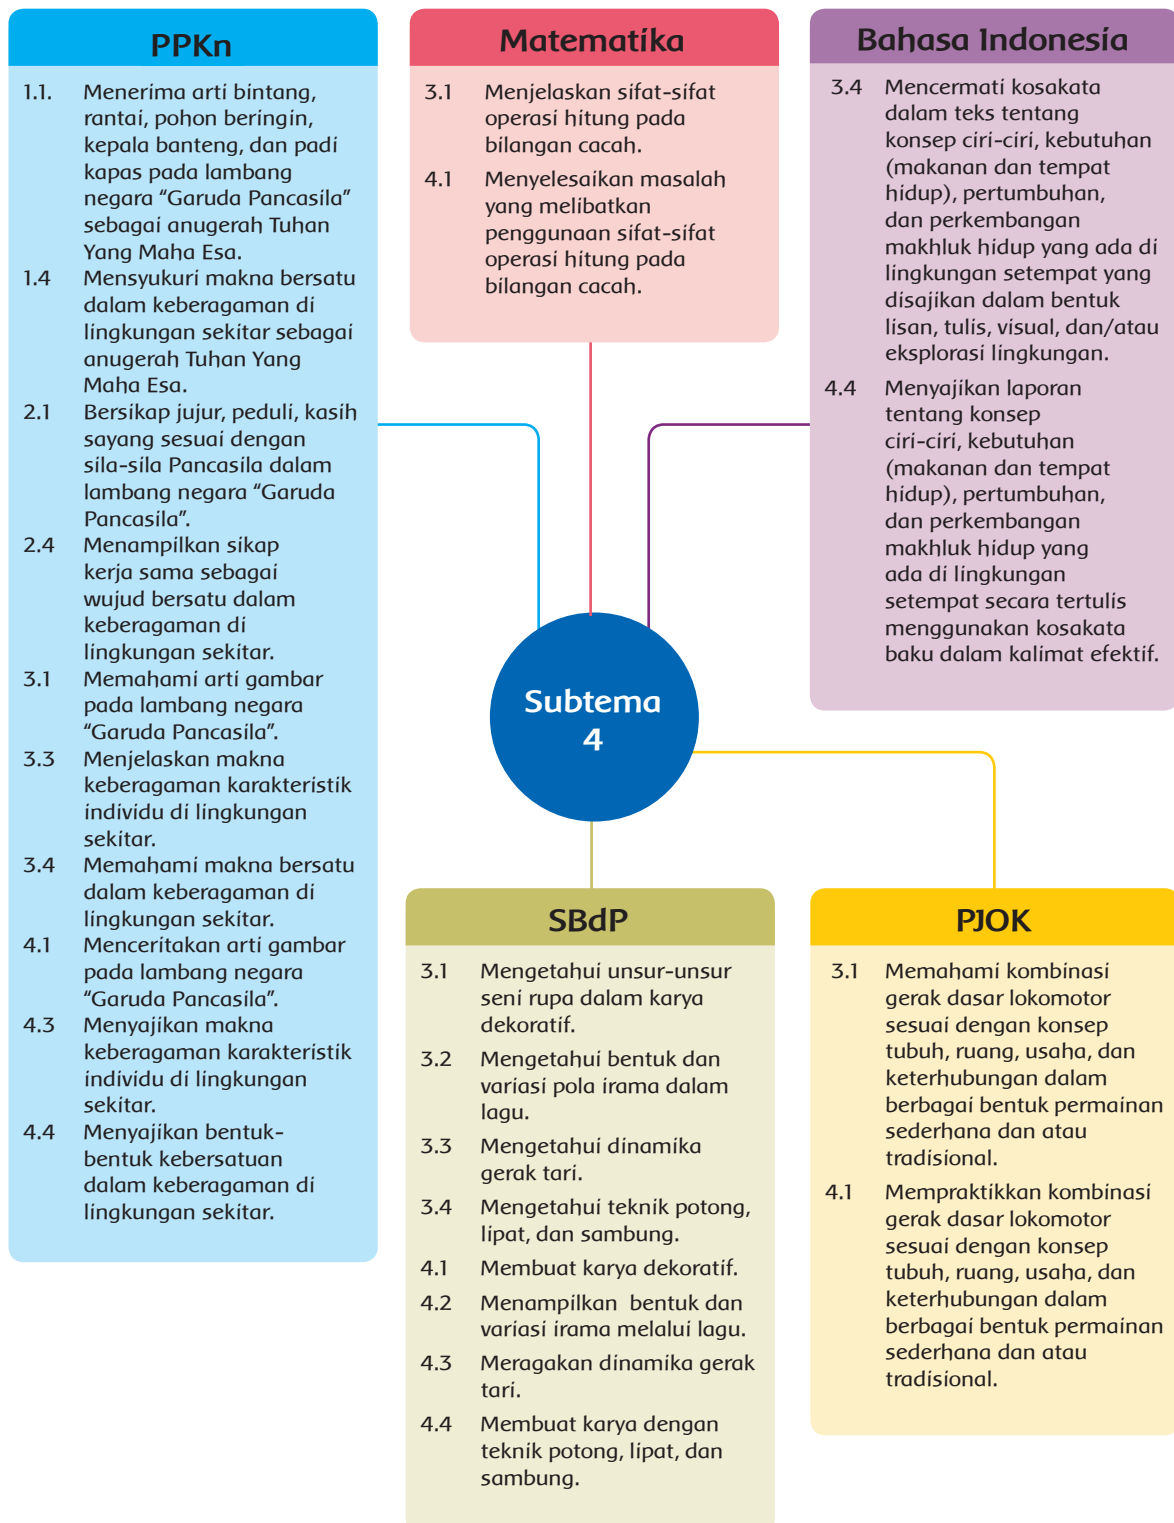 PPKn
1.1. Menerima arti bintang,
rantai, pohon beringin,
kepala banteng, dan padi
kapas pada lambang
negara “Garuda Pancasila”
sebagai anugerah Tuhan
Yang Maha Esa.
1.4 Mensyukuri makna bersatu
dalam keberagaman di
lingkungan sekitar sebagai
anugerah Tuhan Yang
Maha Esa.
2.1 Bersikap jujur, peduli, kasih
sayang sesuai dengan
sila-sila Pancasila dalam
lambang negara “Garuda
Pancasila”.
2.4 Menampilkan sikap
kerja sama sebagai
wujud bersatu dalam
keberagaman di
lingkungan sekitar.
3.1 Memahami arti gambar
pada lambang negara
“Garuda Pancasila”.
3.3 Menjelaskan makna
keberagaman karakteristik
individu di lingkungan
sekitar.
3.4 Memahami makna bersatu
dalam keberagaman di
lingkungan sekitar.
4.1 Menceritakan arti gambar
pada lambang negara
“Garuda Pancasila”.
4.3 Menyajikan makna
keberagaman karakteristik
individu di lingkungan
sekitar.
4.4 Menyajikan bentuk-
bentuk kebersatuan
dalam keberagaman di
lingkungan sekitar.
Matematika
3.1 Menjelaskan sifat-sifat
operasi hitung pada
bilangan cacah.
4.1 Menyelesaikan masalah
yang melibatkan
penggunaan sifat-sifat
operasi hitung pada
bilangan cacah.
Bahasa Indonesia
3.4 Mencermati kosakata
dalam teks tentang
konsep ciri-ciri, kebutuhan
(makanan dan tempat
hidup), pertumbuhan,
dan perkembangan
makhluk hidup yang ada di
lingkungan setempat yang
disajikan dalam bentuk
lisan, tulis, visual, dan/atau
eksplorasi lingkungan.
4.4 Menyajikan laporan
tentang konsep
ciri-ciri, kebutuhan
(makanan dan tempat
hidup), pertumbuhan,
dan perkembangan
makhluk hidup yang
ada di lingkungan
setempat secara tertulis
menggunakan kosakata
baku dalam kalimat efektif.
Subtema
4
SBdP
3.1 Mengetahui unsur-unsur
seni rupa dalam karya
dekoratif.
3.2 Mengetahui bentuk dan
variasi pola irama dalam
lagu.
3.3 Mengetahui dinamika
gerak tari.
3.4 Mengetahui teknik potong,
lipat, dan sambung.
4.1 Membuat karya dekoratif.
4.2 Menampilkan bentuk dan
variasi irama melalui lagu.
4.3 Meragakan dinamika gerak
tari.
4.4 Membuat karya dengan
teknik potong, lipat, dan
sambung.
PJOK
3.1 Memahami kombinasi
gerak dasar lokomotor
sesuai dengan konsep
tubuh, ruang, usaha, dan
keterhubungan dalam
berbagai bentuk permainan
sederhana dan atau
tradisional.
4.1 Mempraktikkan kombinasi
gerak dasar lokomotor
sesuai dengan konsep
tubuh, ruang, usaha, dan
keterhubungan dalam
berbagai bentuk permainan
sederhana dan atau
tradisional.